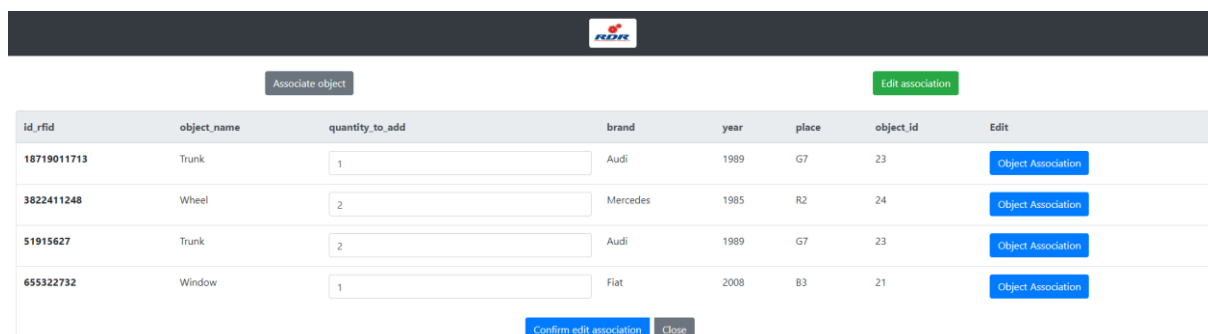 RDR
Associate object Edit association
id_rfid object_name quantity_to_add brand year place object_id Edit
18719011713 Trunk 1 Audi 1989 G7 23 Object Association
3822411248 Wheel 2 Mercedes 1985 R2 24 Object Association
51915627 Trunk 2 Audi 1989 G7 23 Object Association
655322732 Window 1 Fiat 2008 B3 21 Object Association
Confirm edit association Close